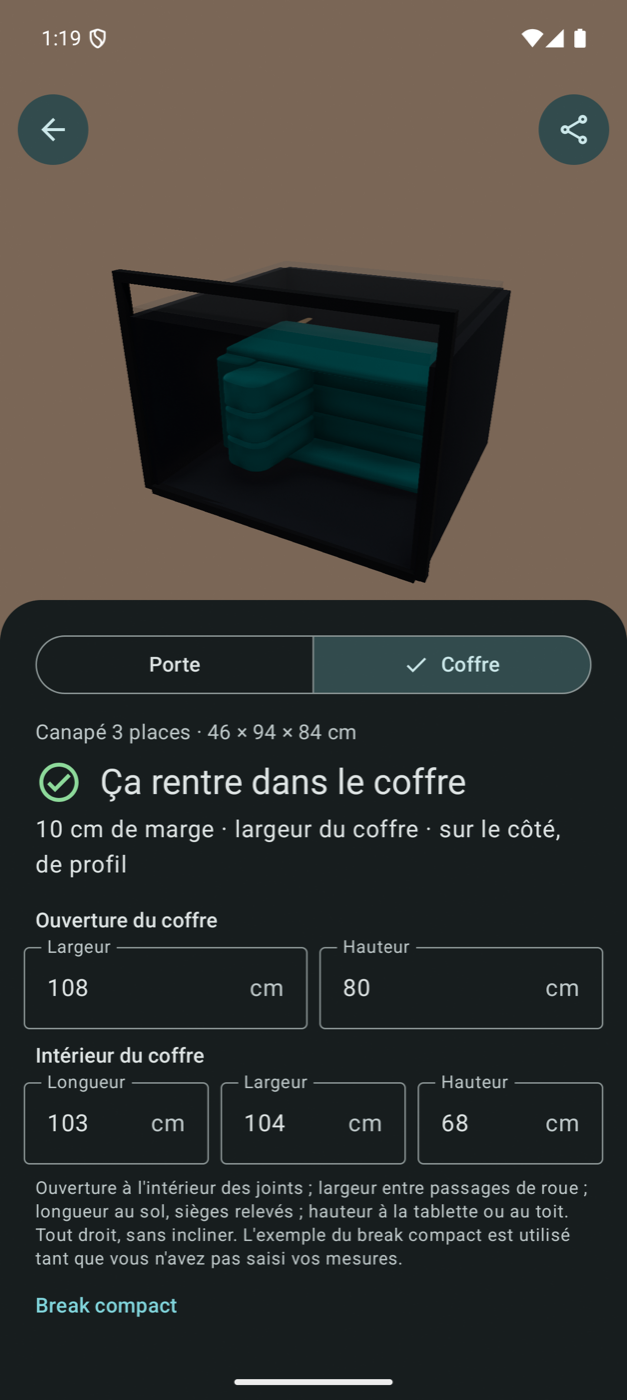 1:19
Porte
Coffre
Canapé 3 places · 46 × 94 × 84 cm
Ça rentre dans le coffre
10 cm de marge · largeur du coffre · sur le côté,
de profil
Ouverture du coffre
Largeur
108 cm
Hauteur
80 cm
Intérieur du coffre
Longueur
103 cm
Largeur
104 cm
Hauteur
68 cm
Ouverture à l'intérieur des joints ; largeur entre passages de roue ;
longueur au sol, sièges relevés ; hauteur à la tablette ou au toit.
Tout droit, sans incliner. L'exemple du break compact est utilisé
tant que vous n'avez pas saisi vos mesures.
Break compact